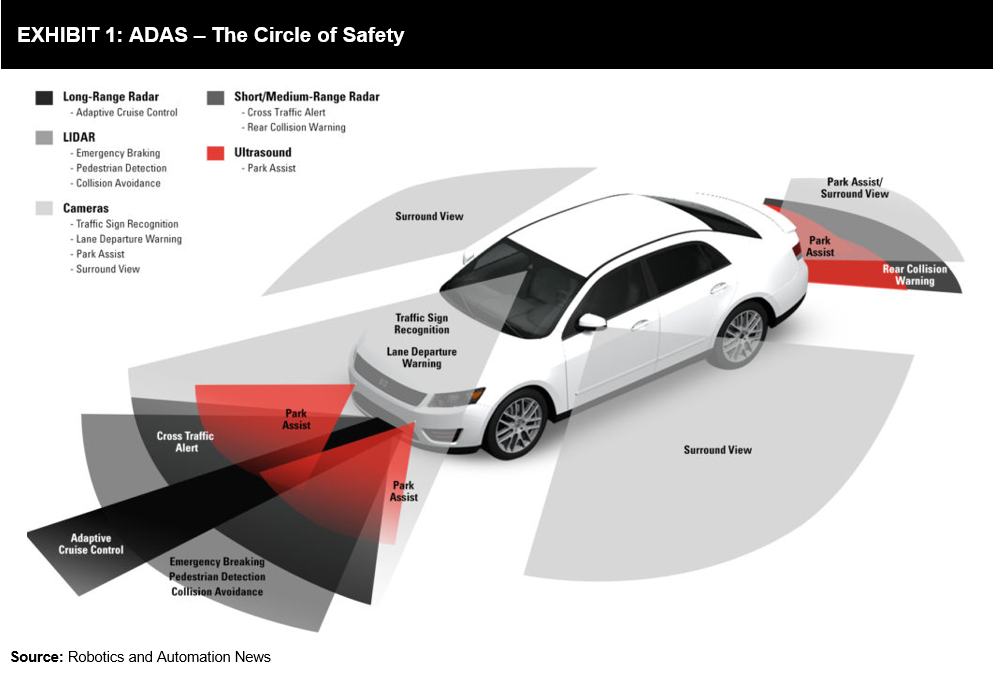 EXHIBIT 1: ADAS – The Circle of Safety
Long-Range Radar
- Adaptive Cruise Control
LIDAR
- Emergency Braking
- Pedestrian Detection
- Collision Avoidance
Cameras
- Traffic Sign Recognition
- Lane Departure Warning
- Park Assist
- Surround View
Short/Medium-Range Radar
- Cross Traffic Alert
- Rear Collision Warning
Ultrasound
- Park Assist
Surround View
Park Assist/
Surround View
Park
Assist
Rear Collision
Warning
Traffic Sign
Recognition
Lane Departure
Warning
Park
Assist
Cross Traffic
Alert
Surround View
Park
Assist
Adaptive
Cruise Control
Emergency Breaking
Pedestrian Detection
Collision Avoidance
Source: Robotics and Automation News